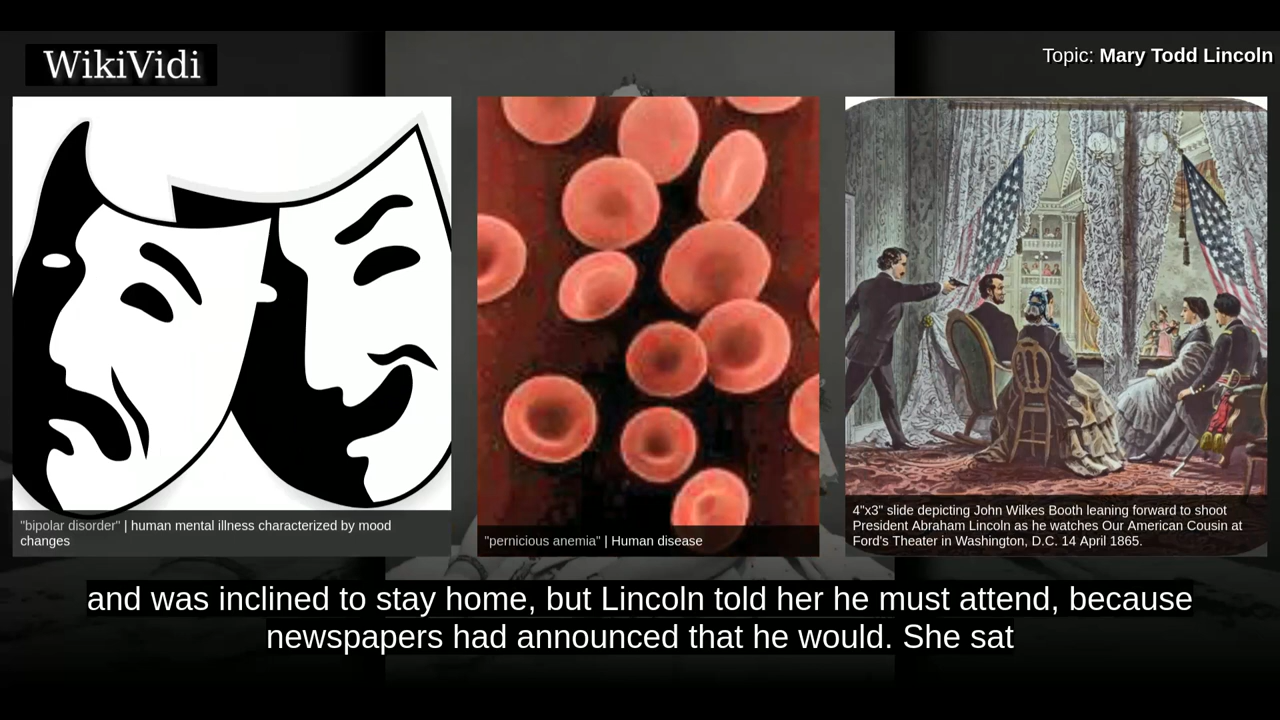 WikiVidi
Topic: Mary Todd Lincoln
"bipolar disorder" | human mental illness characterized by mood
changes
"pernicious anemia" | Human disease
4"x3" slide depicting John Wilkes Booth leaning forward to shoot
President Abraham Lincoln as he watches Our American Cousin at
Ford's Theater in Washington, D.C. 14 April 1865.
and was inclined to stay home, but Lincoln told her he must attend, because
newspapers had announced that he would. She sat